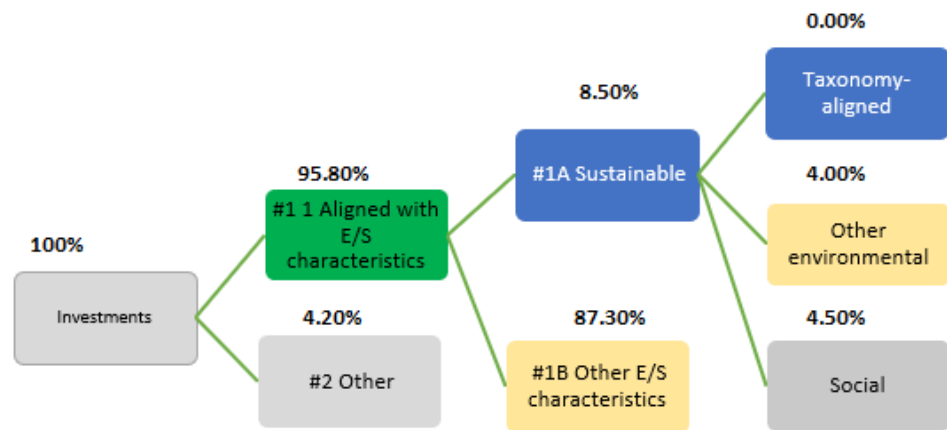 0.00%
Taxonomy-
aligned
8.50%
#1A Sustainable
95.80%
#1 1 Aligned with
E/S
characteristics
4.00%
Other
environmental
100%
Investments
4.20%
#2 Other
87.30%
#1B Other E/S
characteristics
4.50%
Social